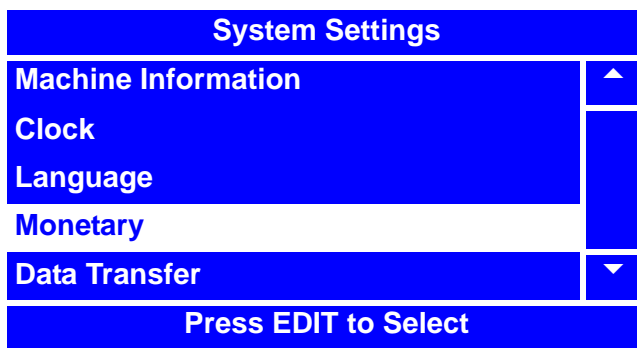 System Settings
Machine Information
Clock
Language
Monetary
Data Transfer
Press EDIT to Select